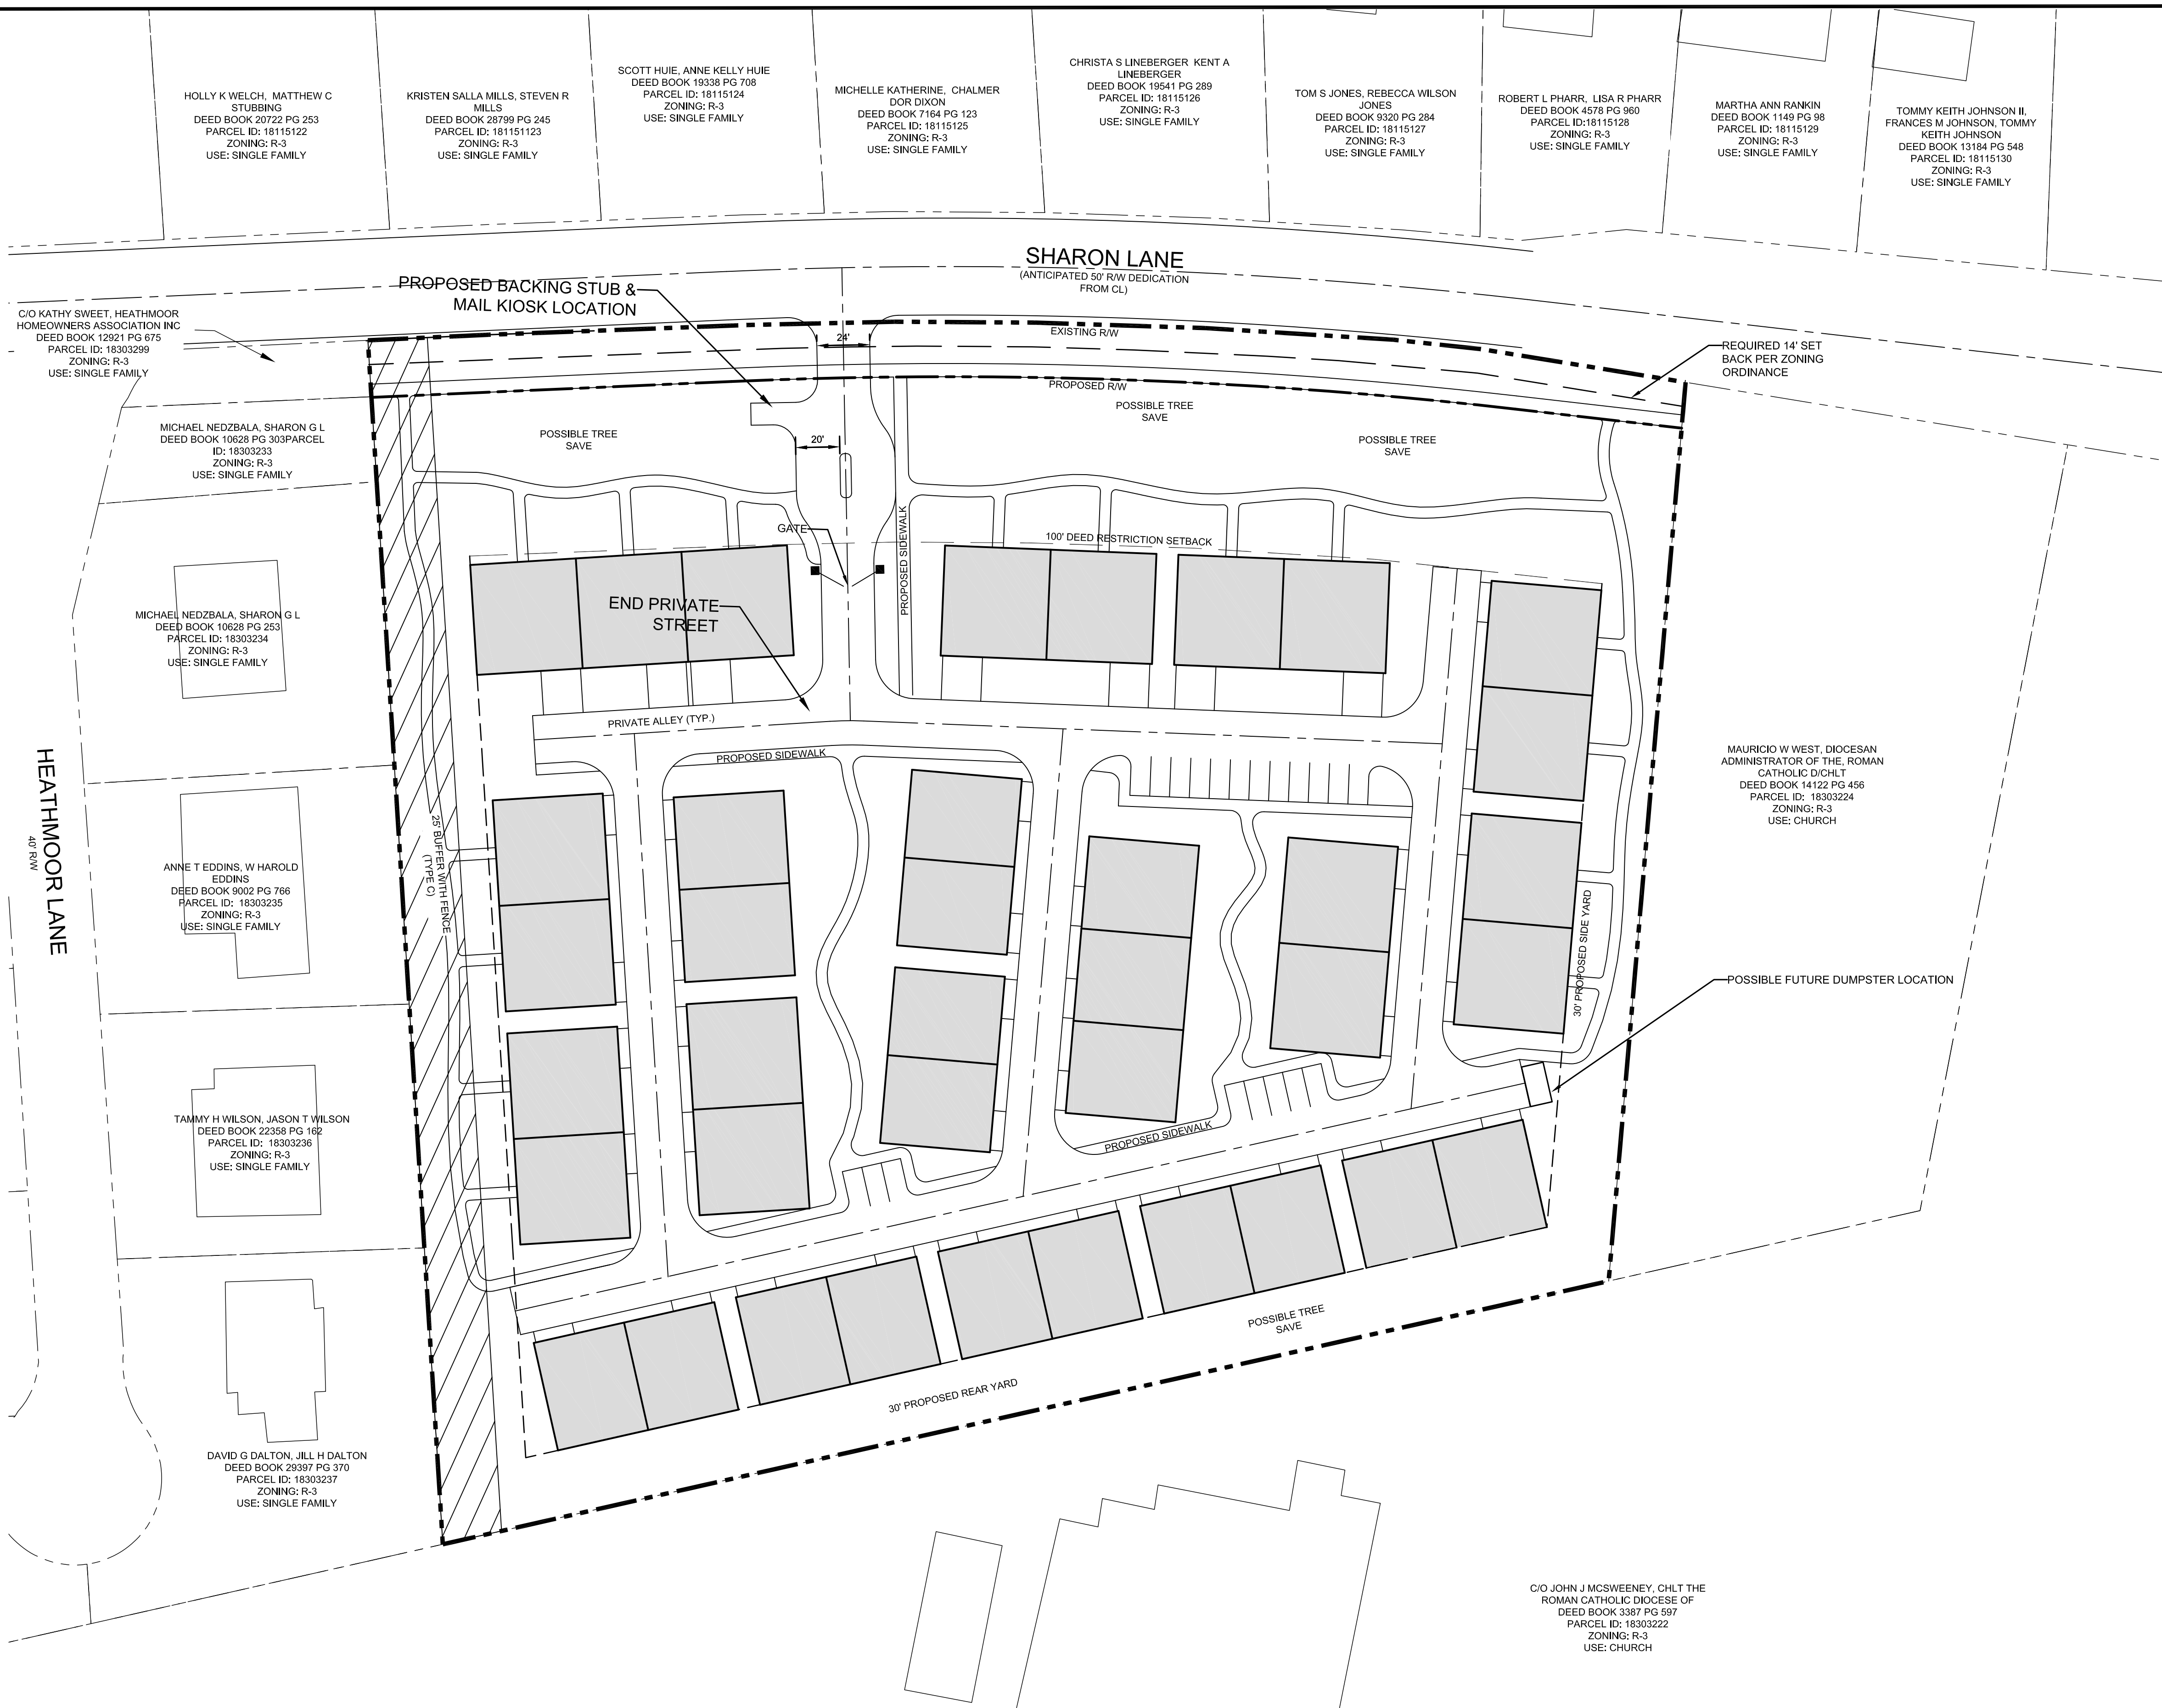 HOLLY K WELCH, MATTHEW C
STUBBING
DEED BOOK 20722 PG 253
PARCEL ID: 18115122
ZONING: R-3
USE: SINGLE FAMILY
KRISTEN SALLA MILLS, STEVEN R
MILLS
DEED BOOK 28799 PG 245
PARCEL ID: 181151123
ZONING: R-3
USE: SINGLE FAMILY
SCOTT HUIE, ANNE KELLY HUIE
DEED BOOK 19338 PG 708
PARCEL ID: 18115124
ZONING: R-3
USE: SINGLE FAMILY
MICHELLE KATHERINE, CHALMER
DOR DIXON
DEED BOOK 7164 PG 123
PARCEL ID: 18115125
ZONING: R-3
USE: SINGLE FAMILY
CHRISTA S LINEBERGER KENT A
LINEBERGER
DEED BOOK 19541 PG 289
PARCEL ID: 18115126
ZONING: R-3
USE: SINGLE FAMILY
TOM S JONES, REBECCA WILSON
JONES
DEED BOOK 9320 PG 284
PARCEL ID: 18115127
ZONING: R-3
USE: SINGLE FAMILY
ROBERT L PHARR, LISA R PHARR
DEED BOOK 4578 PG 960
PARCEL ID:18115128
ZONING: R-3
USE: SINGLE FAMILY
MARTHA ANN RANKIN
DEED BOOK 1149 PG 98
PARCEL ID: 18115129
ZONING: R-3
USE: SINGLE FAMILY
TOMMY KEITH JOHNSON II,
FRANCES M JOHNSON, TOMMY
KEITH JOHNSON
DEED BOOK 13184 PG 548
PARCEL ID: 18115130
ZONING: R-3
USE: SINGLE FAMILY
SHARON LANE
(ANTICIPATED 50' R/W DEDICATION
FROM CL)
PROPOSED BACKING STUB &
MAIL KIOSK LOCATION
C/O KATHY SWEET, HEATHMOOR
HOMEOWNERS ASSOCIATION INC
DEED BOOK 12921 PG 675
PARCEL ID: 18303299
ZONING: R-3
USE: SINGLE FAMILY
24'
EXISTING R/W
REQUIRED 14' SET
BACK PER ZONING
ORDINANCE
PROPOSED R/W
POSSIBLE TREE
SAVE
POSSIBLE TREE
SAVE
POSSIBLE TREE
SAVE
20'
MICHAEL NEDZBALA, SHARON G L
DEED BOOK 10628 PG 303PARCEL
ID: 18303233
ZONING: R-3
USE: SINGLE FAMILY
GATE
PROPOSED SIDEWALK
100' DEED RESTRICTION SETBACK
END PRIVATE
STREET
MICHAEL NEDZBALA, SHARON G L
DEED BOOK 10628 PG 253
PARCEL ID: 18303234
ZONING: R-3
USE: SINGLE FAMILY
PRIVATE ALLEY (TYP.)
PROPOSED SIDEWALK
HEATHMOOR LANE
40' R/W
25' BUFFER WITH FENCE
(TYPE C)
ANNE T EDDINS, W HAROLD
EDDINS
DEED BOOK 9002 PG 766
PARCEL ID: 18303235
ZONING: R-3
USE: SINGLE FAMILY
MAURICIO W WEST, DIOCESAN
ADMINISTRATOR OF THE, ROMAN
CATHOLIC D/CHLT
DEED BOOK 14122 PG 456
PARCEL ID: 18303224
ZONING: R-3
USE: CHURCH
30' PROPOSED SIDE YARD
POSSIBLE FUTURE DUMPSTER LOCATION
TAMMY H WILSON, JASON T WILSON
DEED BOOK 22358 PG 162
PARCEL ID: 18303236
ZONING: R-3
USE: SINGLE FAMILY
PROPOSED SIDEWALK
POSSIBLE TREE
SAVE
30' PROPOSED REAR YARD
DAVID G DALTON, JILL H DALTON
DEED BOOK 29397 PG 370
PARCEL ID: 18303237
ZONING: R-3
USE: SINGLE FAMILY
C/O JOHN J MCSWEENEY, CHLT THE
ROMAN CATHOLIC DIOCESE OF
DEED BOOK 3387 PG 597
PARCEL ID: 18303222
ZONING: R-3
USE: CHURCH